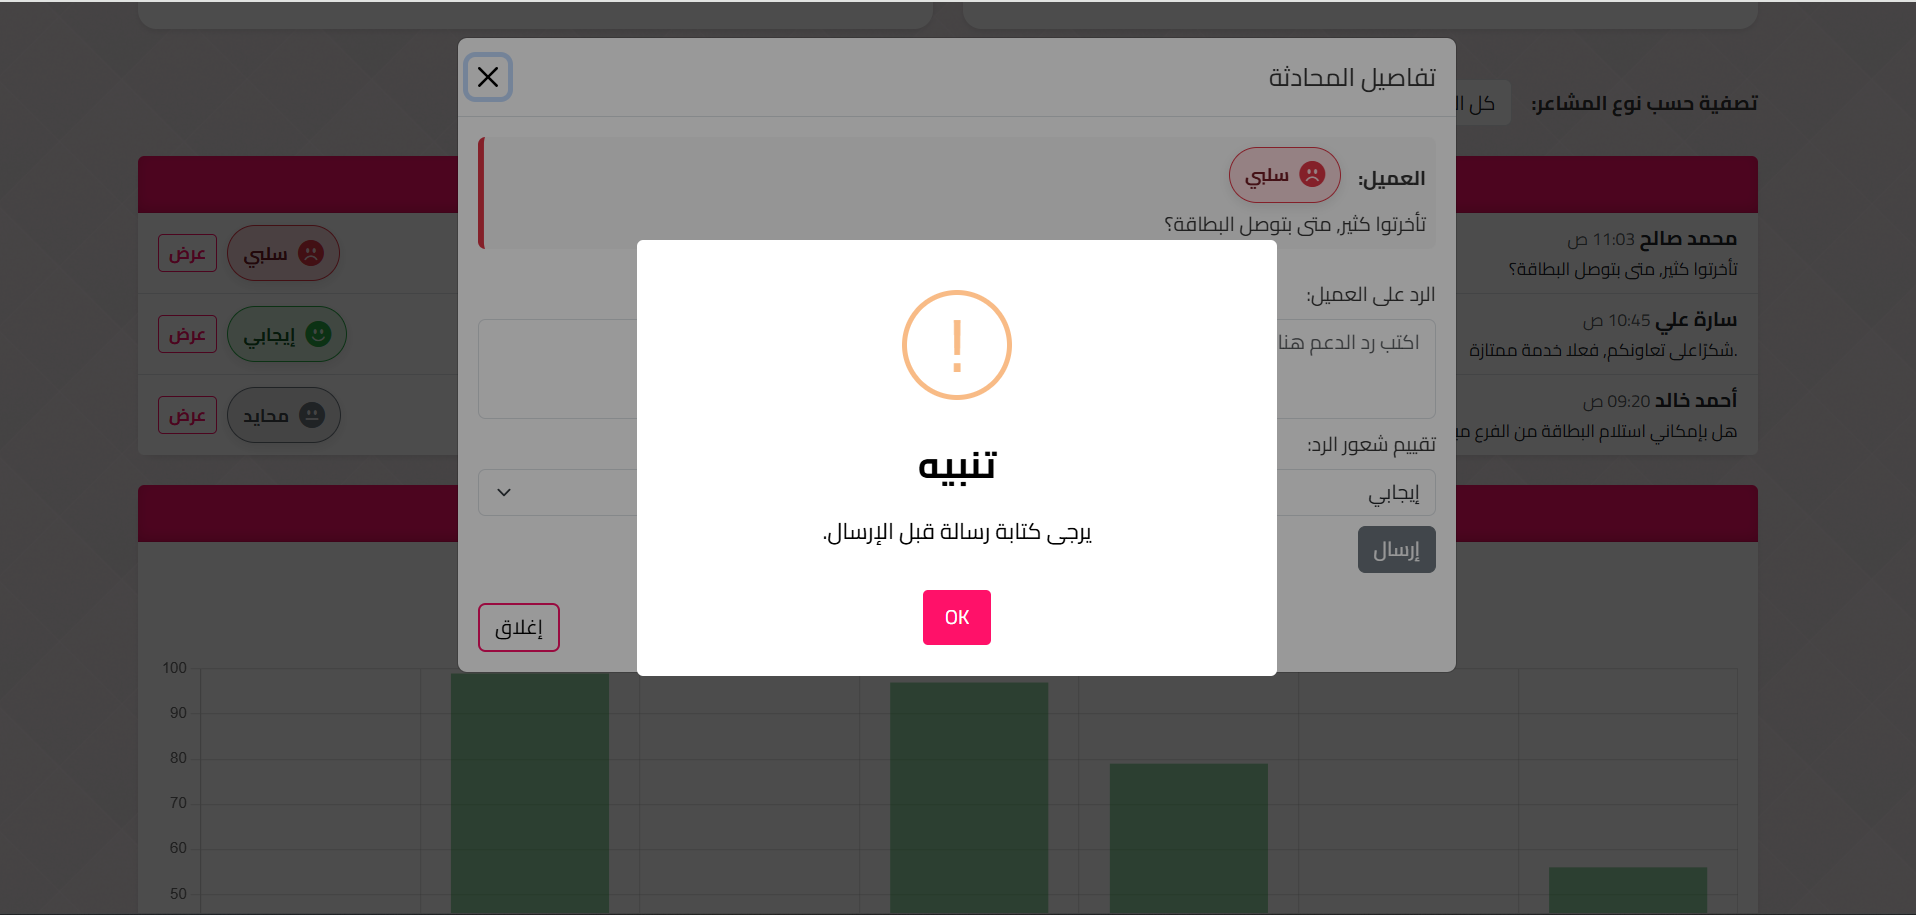 تصفية حسب نوع المشاعر:
كل
تفاصيل المحادثة
العميل:
سلبي
تأخرتوا كثير, متى بتوصل البطاقة؟
الرد على العميل:
اكتب رد الدعم هنا
تقييم شعور الرد:
إيجابي
إرسال
إغلاق
تنبيه
يرجى كتابة رسالة قبل الإرسال.
OK
محمد صالح 11:03 ص
تأخرتوا كثير, متى بتوصل البطاقة؟
سلبي
عرض
سارة علي 10:45 ص
شكرًاعلى تعاونكم, فعلا خدمة ممتازة.
إيجابي
عرض
أحمد خالد 09:20 ص
هل بإمكاني استلام البطاقة من الفرع
محايد
عرض
100
90
80
70
60
50